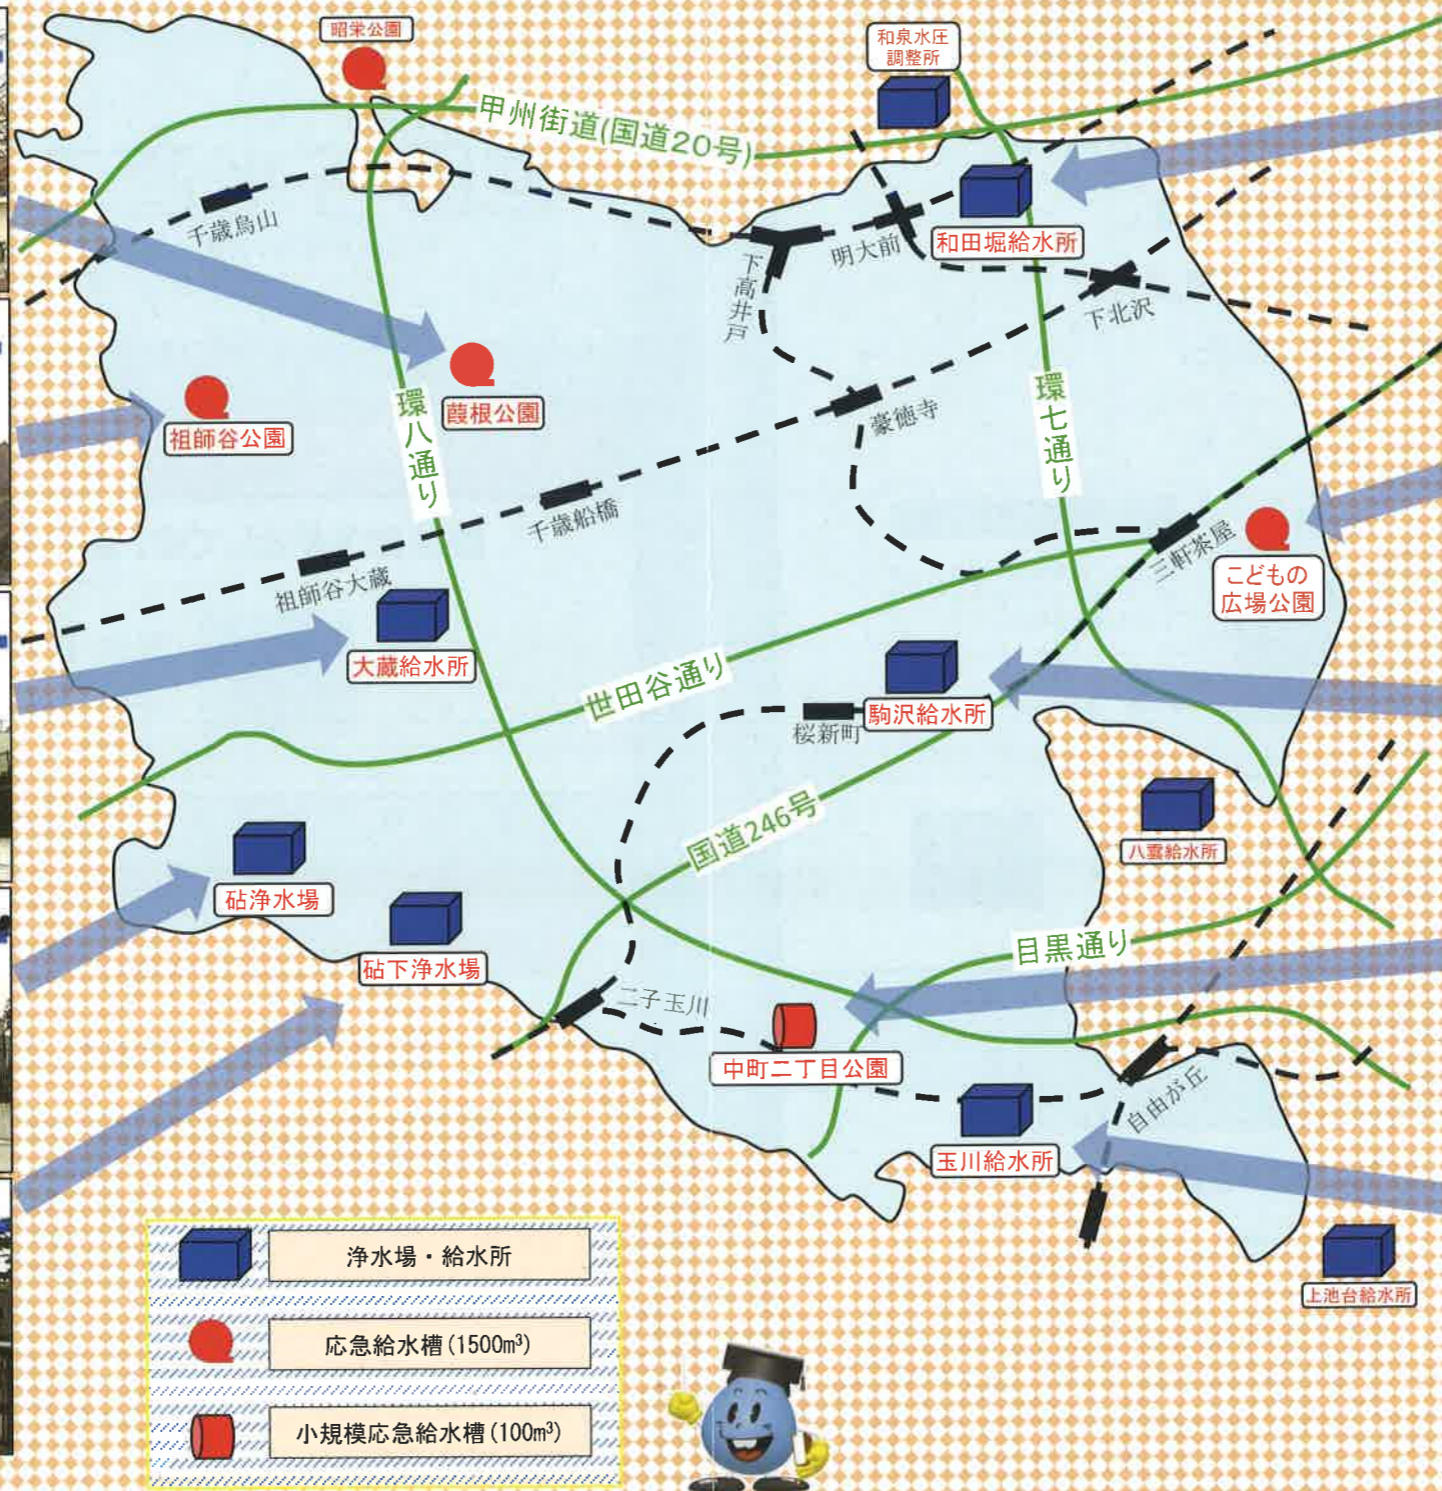 昭栄公園
和泉水圧
調整所
甲州街道(国道20号)
千歳烏山
下高井戸
明大前
和田堀給水所
下北沢
祖師谷公園
葭根公園
環八通り
環七通り
豪徳寺
千歳船橋
祖師谷大蔵
三軒茶屋
こどもの
広場公園
大蔵給水所
世田谷通り
駒沢給水所
桜新町
国道246号
八雲給水所
砧浄水場
砧下浄水場
目黒通り
二子玉川
中町二丁目公園
自由が丘
玉川給水所
上池台給水所
浄水場・給水所
応急給水槽(1500m³)
小規模応急給水槽(100m³)